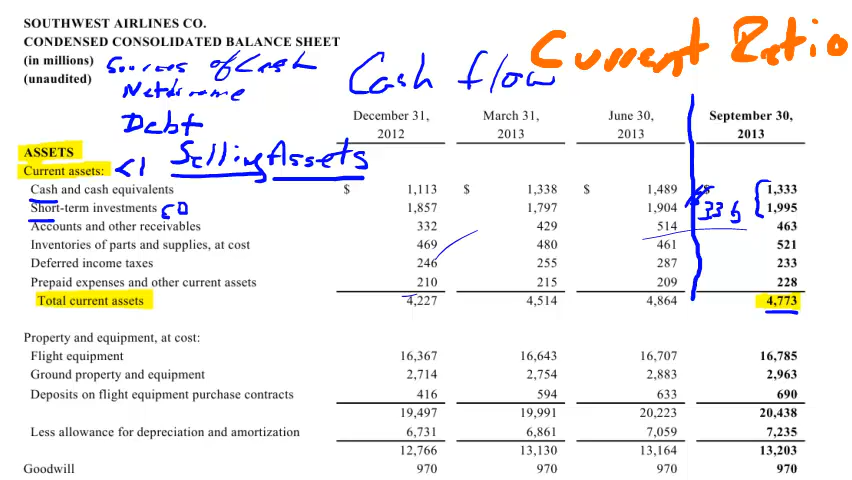 SOUTHWEST AIRLINES CO.
CONDENSED CONSOLIDATED BALANCE SHEET
(in millions)
(unaudited)
Current Ratio
Cash flow
Sources of Cash
Net Income
Debt
Selling Assets
December 31, March 31, June 30, September 30,
2012 2013 2013 2013
ASSETS
Current assets: <1
Cash and cash equivalents $ 1,113 $ 1,338 $ 1,489 $ 1,333
Short-term investments 1,857 1,797 1,904 1,995
Accounts and other receivables 332 429 514 463
Inventories of parts and supplies, at cost 469 480 461 521
Deferred income taxes 246 255 287 233
Prepaid expenses and other current assets 210 215 209 228
Total current assets 4,227 4,514 4,864 4,773
Property and equipment, at cost:
Flight equipment 16,367 16,643 16,707 16,785
Ground property and equipment 2,714 2,754 2,883 2,963
Deposits on flight equipment purchase contracts 416 594 633 690
19,497 19,991 20,223 20,438
Less allowance for depreciation and amortization 6,731 6,861 7,059 7,235
12,766 13,130 13,164 13,203
Goodwill 970 970 970 970